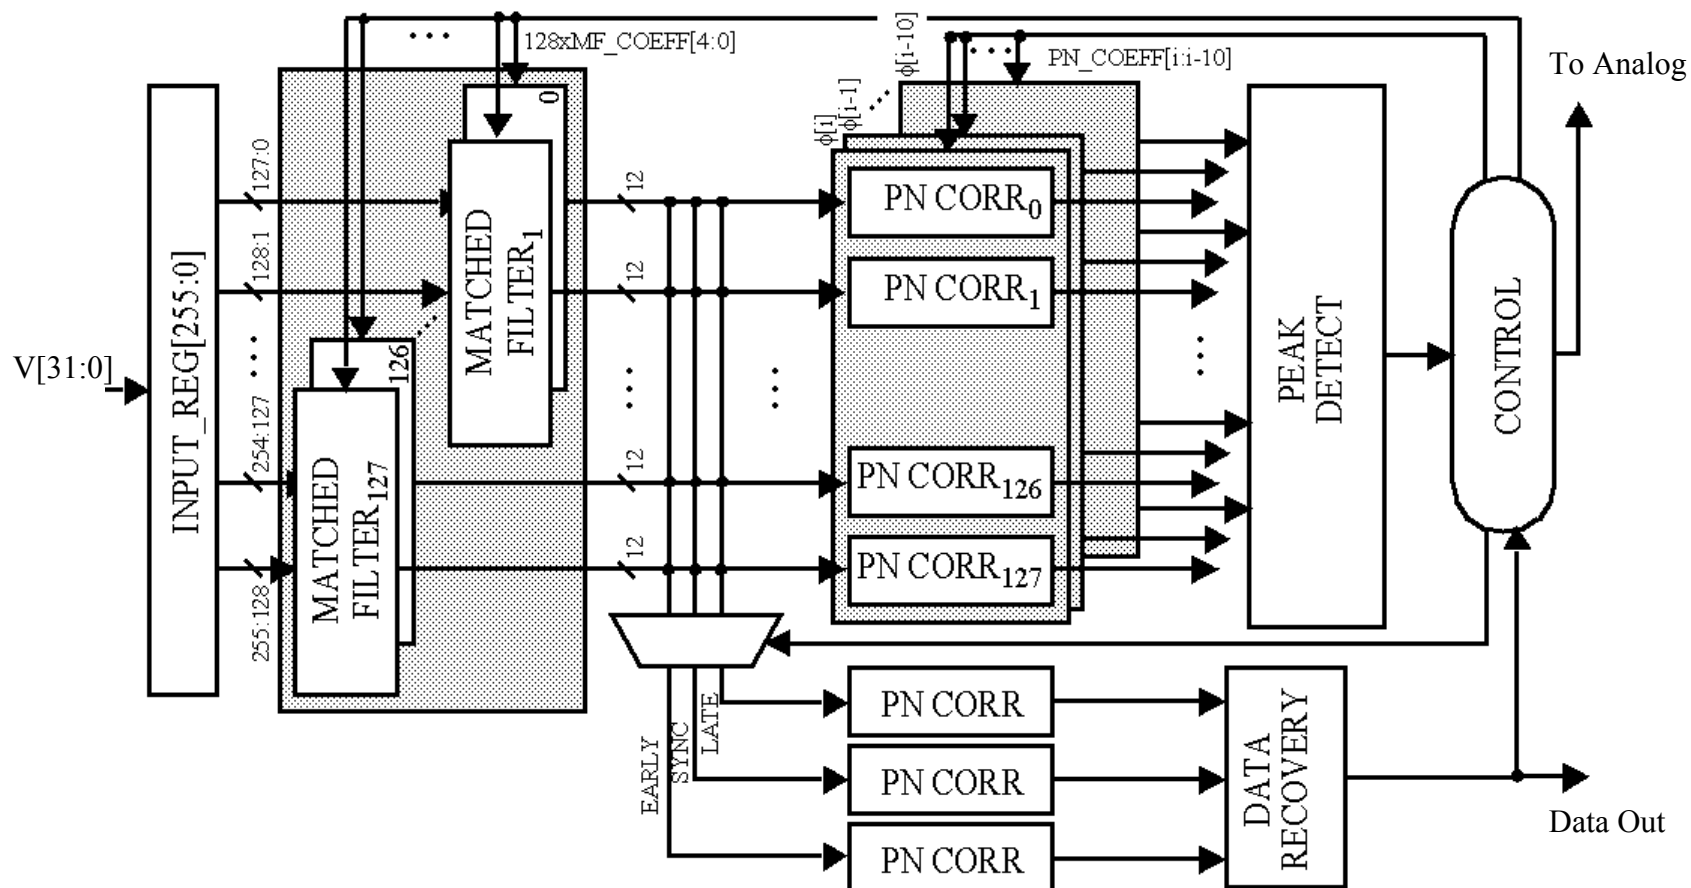 128xMF_COEFF[4:0]
PN_COEFF[i:i-10]
ϕ[i-10]
ϕ[i-1]
ϕ[i]
To Analog
V[31:0]
INPUT_REG[255:0]
127:0
128:1
254:127
255:128
0
MATCHED
FILTER1
126
MATCHED
FILTER127
12
12
12
12
PN CORR0
PN CORR1
PN CORR126
PN CORR127
PEAK
DETECT
CONTROL
EARLY
SYNC
LATE
PN CORR
PN CORR
PN CORR
DATA
RECOVERY
Data Out